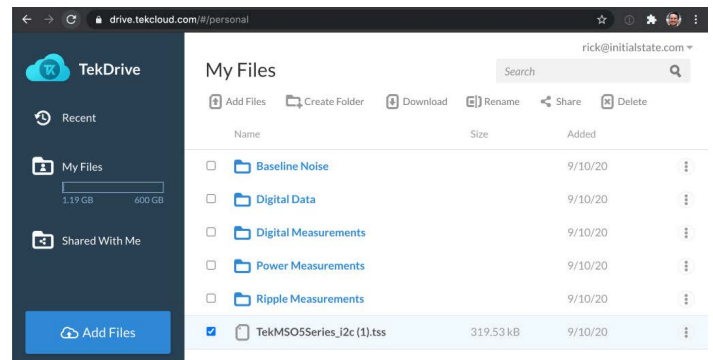 drive.tekcloud.com/#/personal
rick@initialstate.com
TekDrive
My Files
Search
Add Files Create Folder Download Rename Share Delete
Recent
Name Size Added
My Files
1.19 GB 600 GB
Baseline Noise 9/10/20
Digital Data 9/10/20
Shared With Me
Digital Measurements 9/10/20
Power Measurements 9/10/20
Ripple Measurements 9/10/20
Add Files
TekMSO5Series_i2c (1).tss 319.53 kB 9/10/20